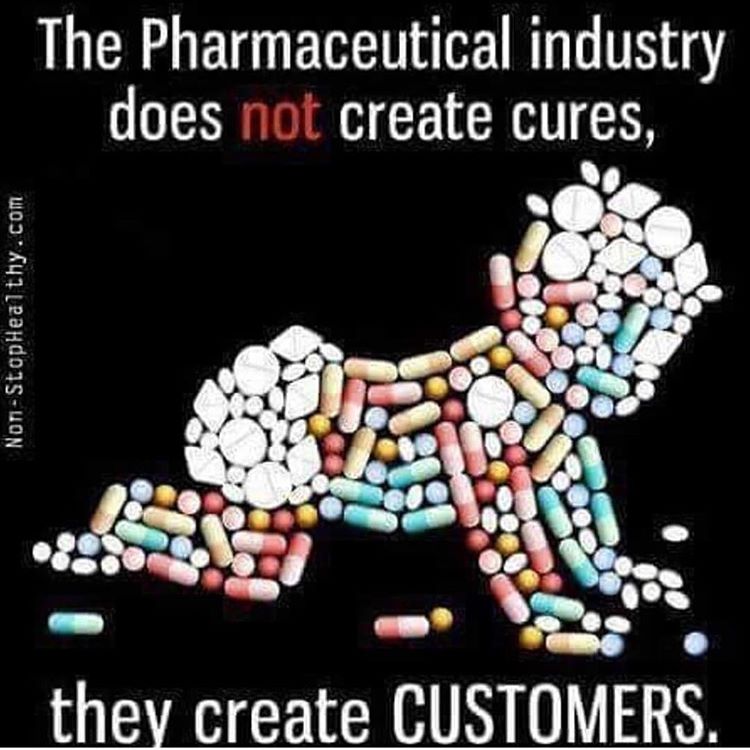 The Pharmaceutical industry
does not create cures,
Non-StopHealthy.com
they create CUSTOMERS.